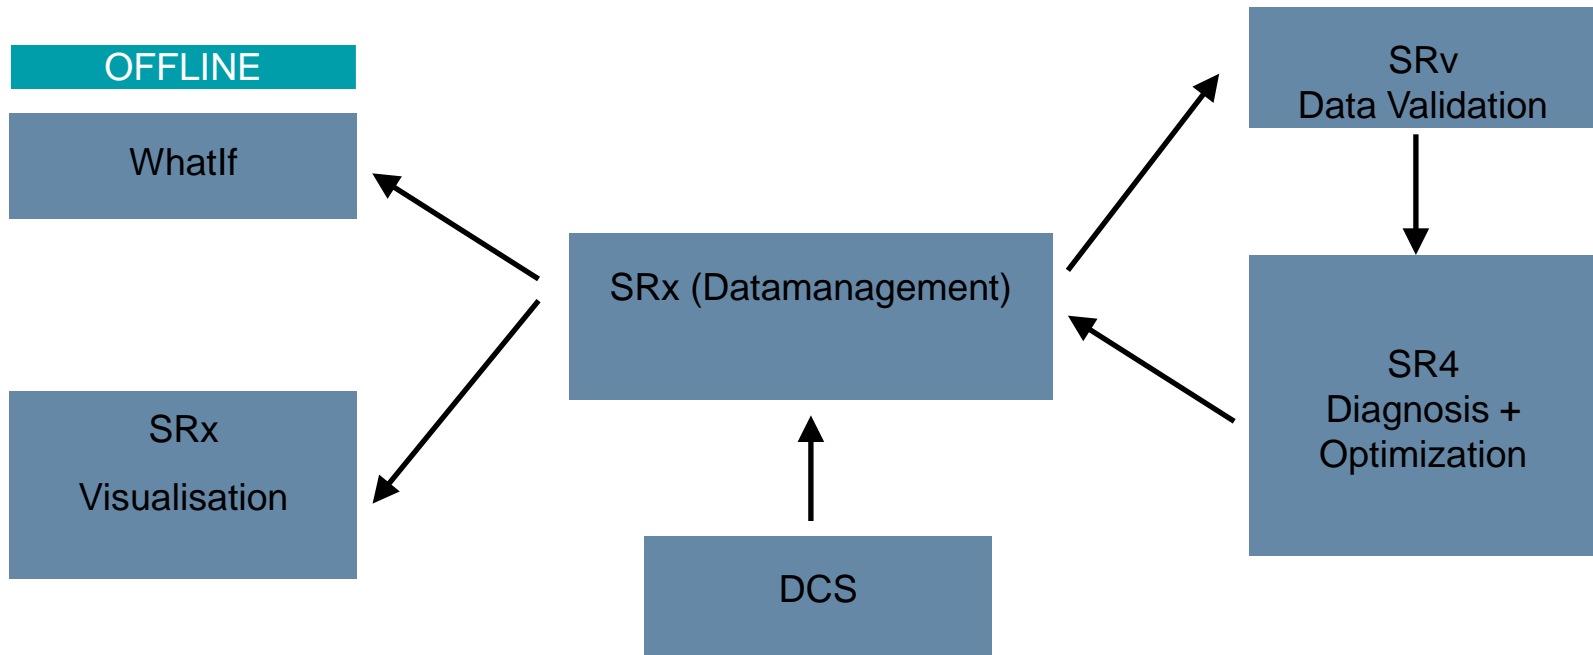 OFFLINE
WhatIf
SRx
Visualisation
SRx (Datamanagement)
DCS
SRv
Data Validation
SR4
Diagnosis +
Optimization